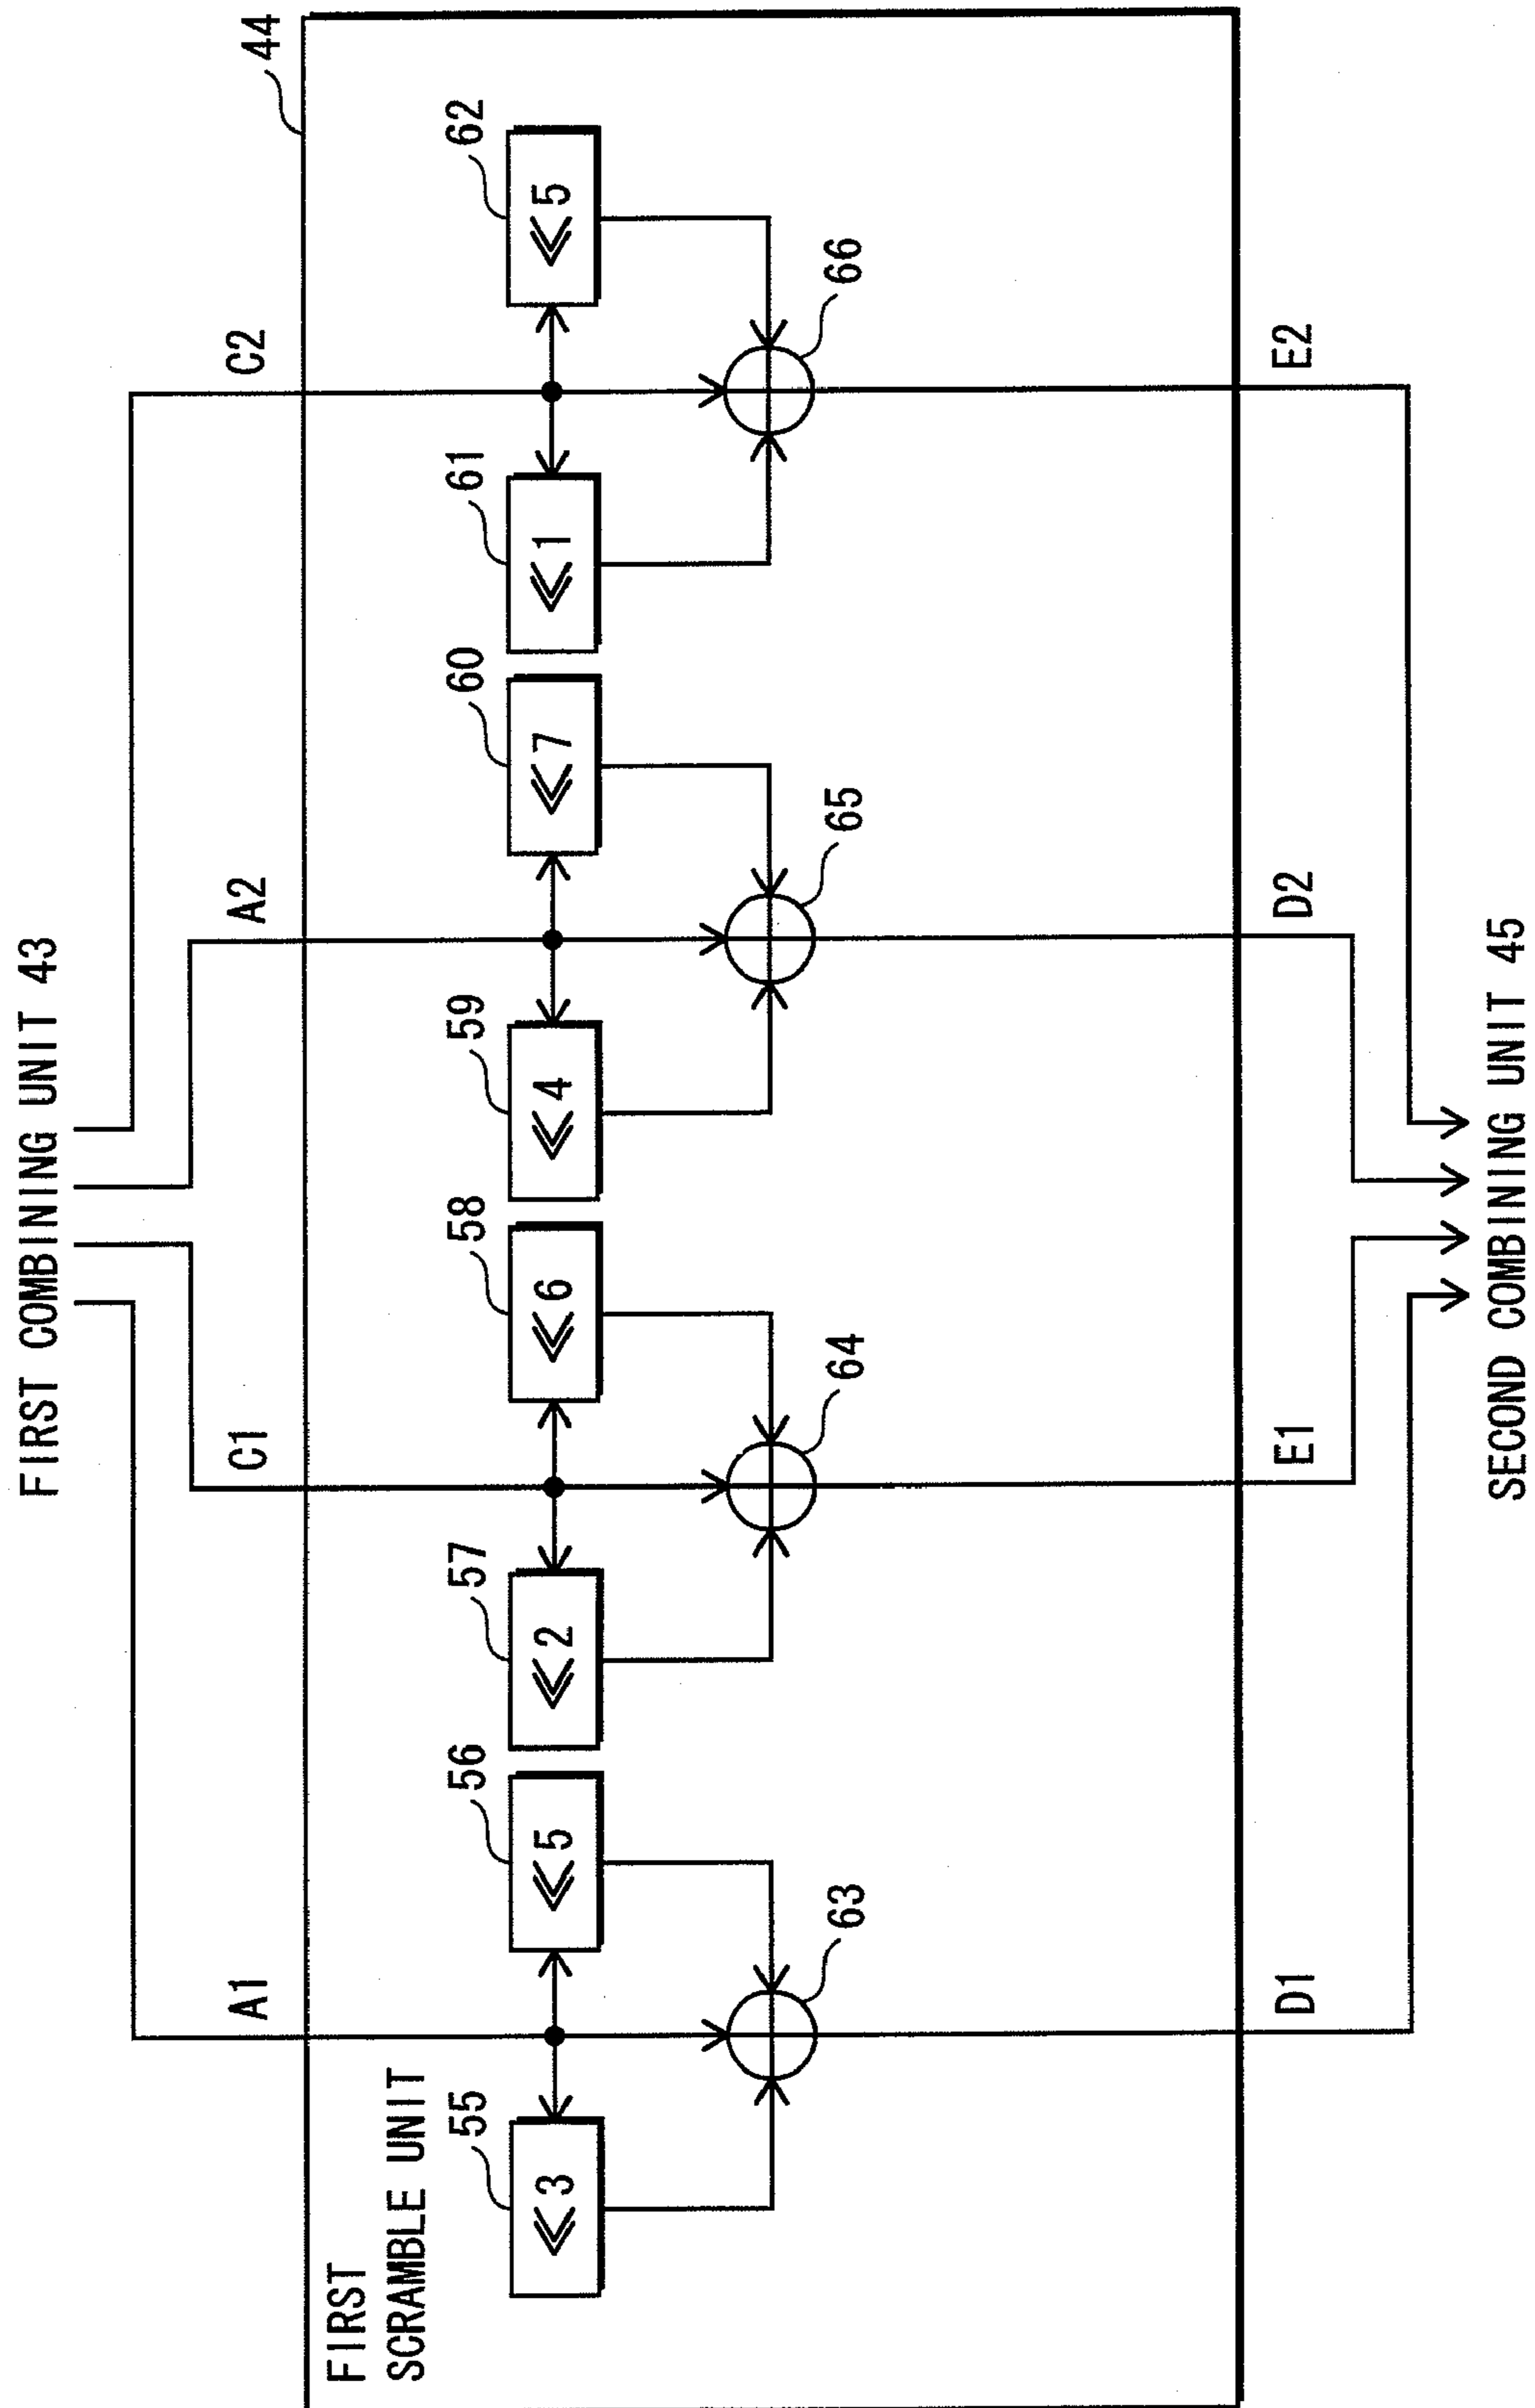 FIRST COMBINING UNIT 43
A1
C1
A2
C2
44
FIRST
SCRAMBLE UNIT
55
56
57
58
59
60
61
62
≪3
≪5
≪2
≪6
≪4
≪7
≪1
≪5
63
64
65
66
D1
E1
D2
E2
SECOND COMBINING UNIT 45